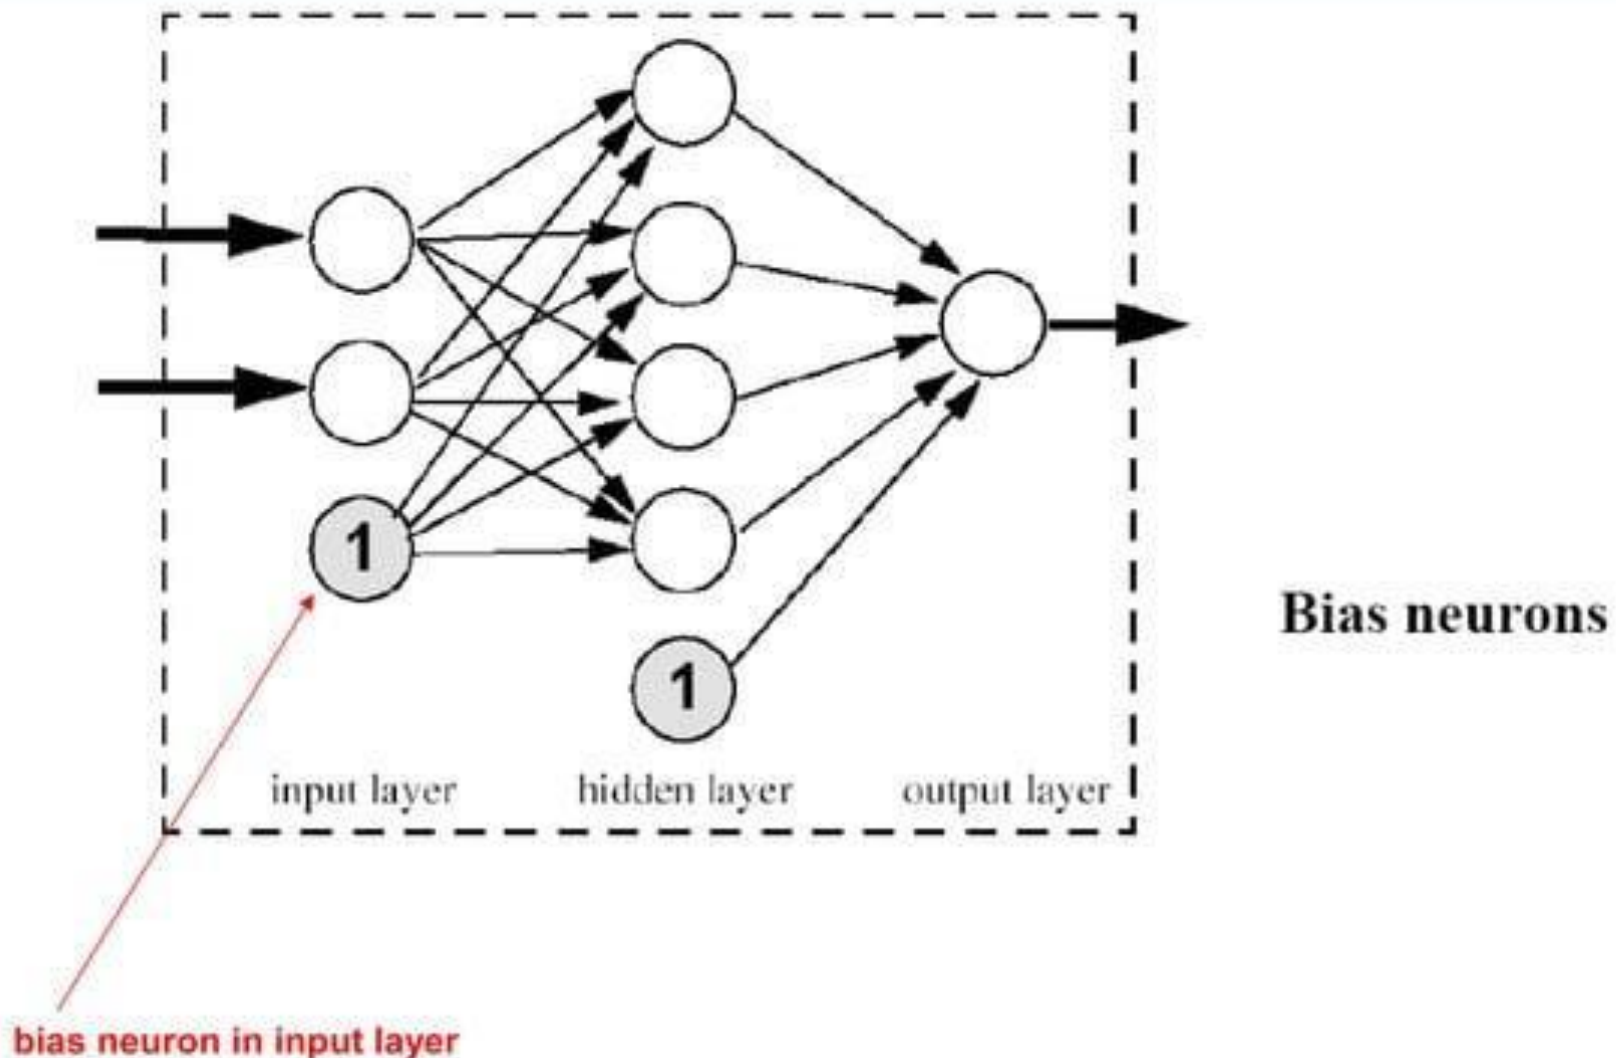 1
1
Bias neurons
input layer
hidden layer
output layer
bias neuron in input layer